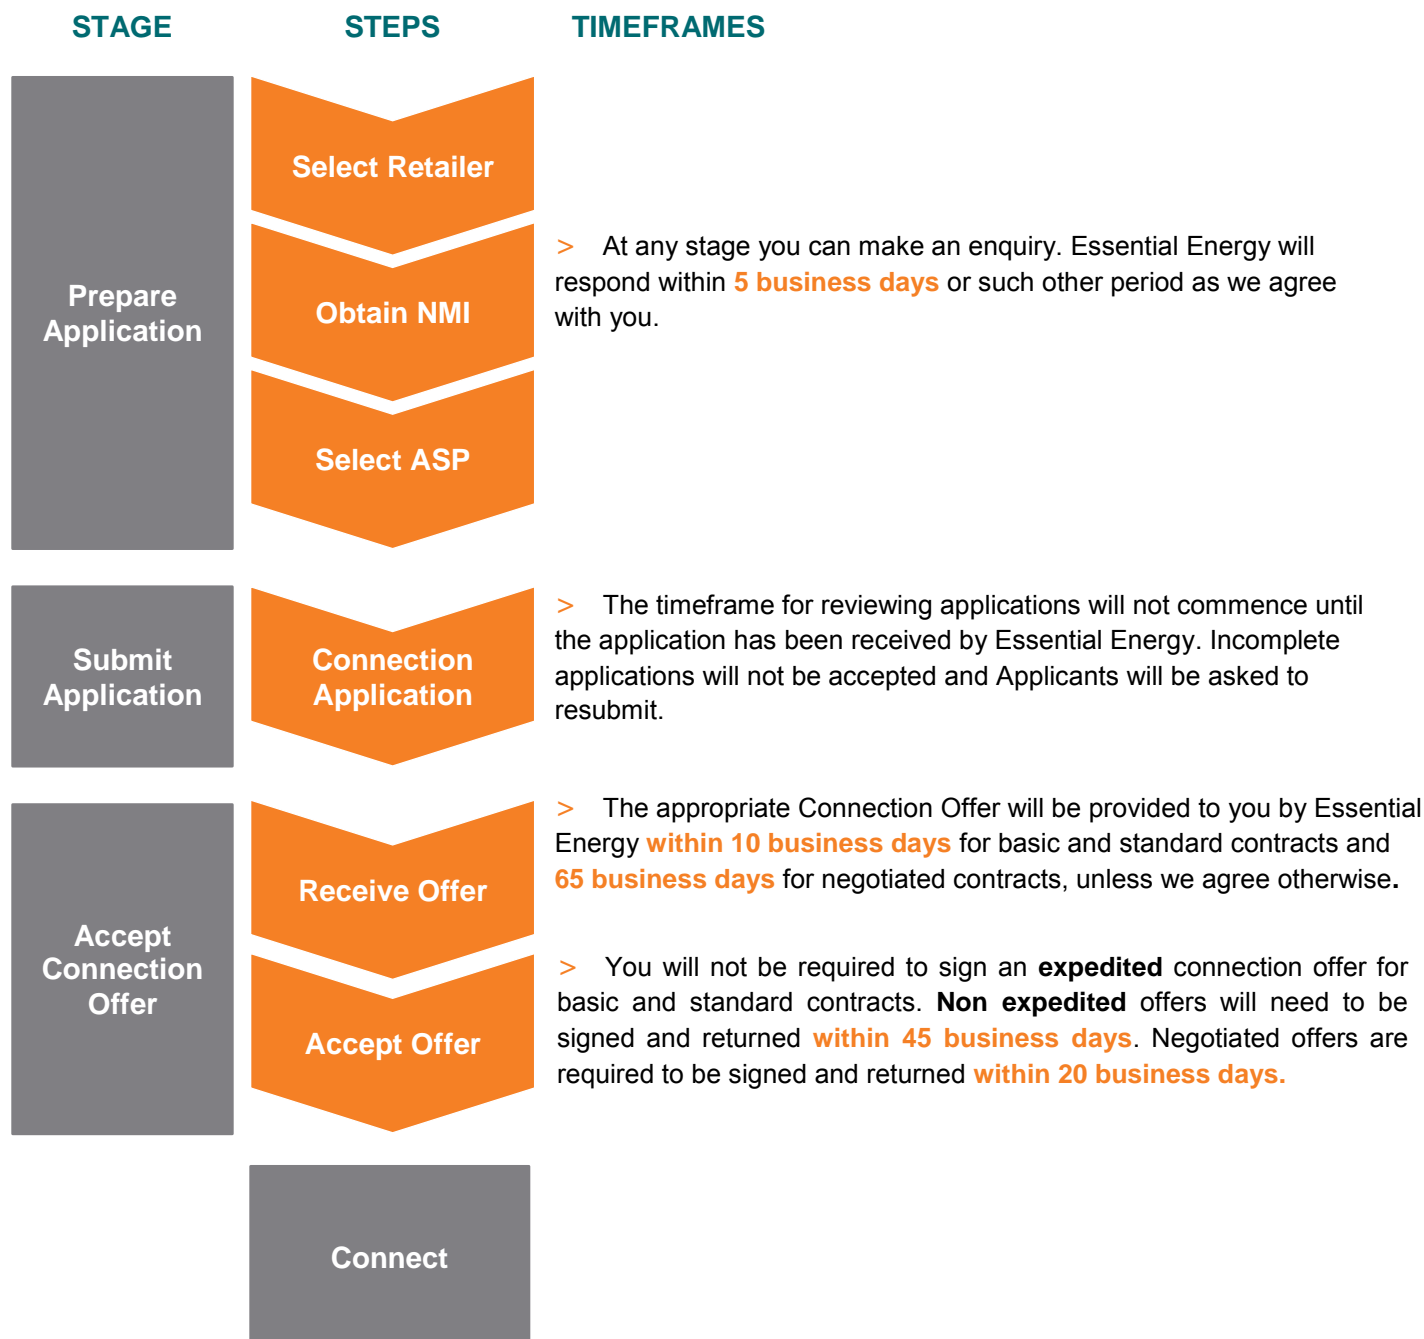 STAGE STEPS TIMEFRAMES
Prepare
Application
Select Retailer
Obtain NMI
Select ASP
> At any stage you can make an enquiry. Essential Energy will
respond within 5 business days or such other period as we agree
with you.
Submit
Application
Connection
Application
> The timeframe for reviewing applications will not commence until
the application has been received by Essential Energy. Incomplete
applications will not be accepted and Applicants will be asked to
resubmit.
Accept
Connection
Offer
Receive Offer
> The appropriate Connection Offer will be provided to you by Essential
Energy within 10 business days for basic and standard contracts and
65 business days for negotiated contracts, unless we agree otherwise.
Accept Offer
> You will not be required to sign an expedited connection offer for
basic and standard contracts. Non expedited offers will need to be
signed and returned within 45 business days. Negotiated offers are
required to be signed and returned within 20 business days.
Connect